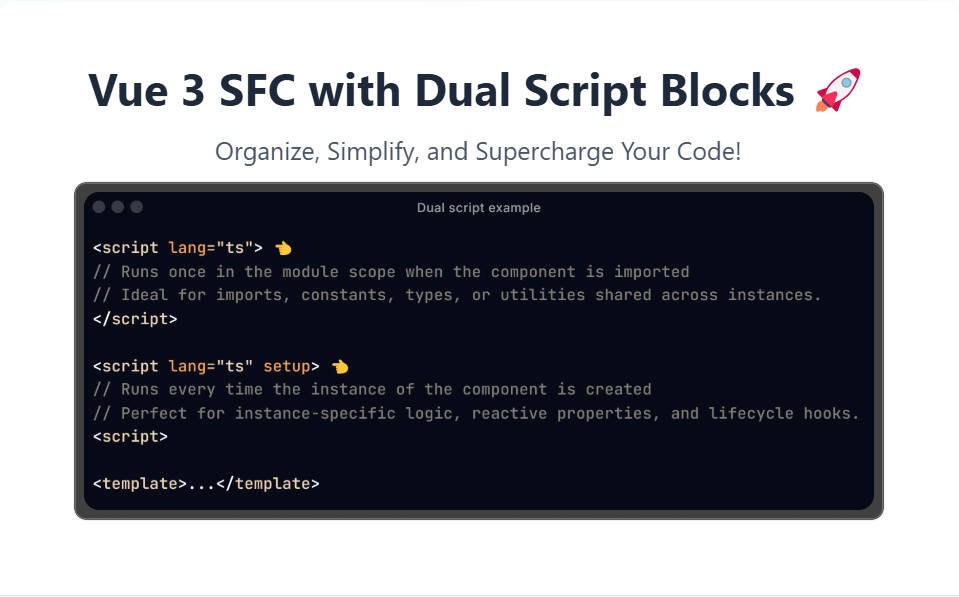 Vue 3 SFC with Dual Script Blocks 🚀
Organize, Simplify, and Supercharge Your Code!
Dual script example
<script lang="ts"> 👈
// Runs once in the module scope when the component is imported
// Ideal for imports, constants, types, or utilities shared across instances.
</script>
<script lang="ts" setup> 👈
// Runs every time the instance of the component is created
// Perfect for instance-specific logic, reactive properties, and lifecycle hooks.
<script>
<template>...</template>